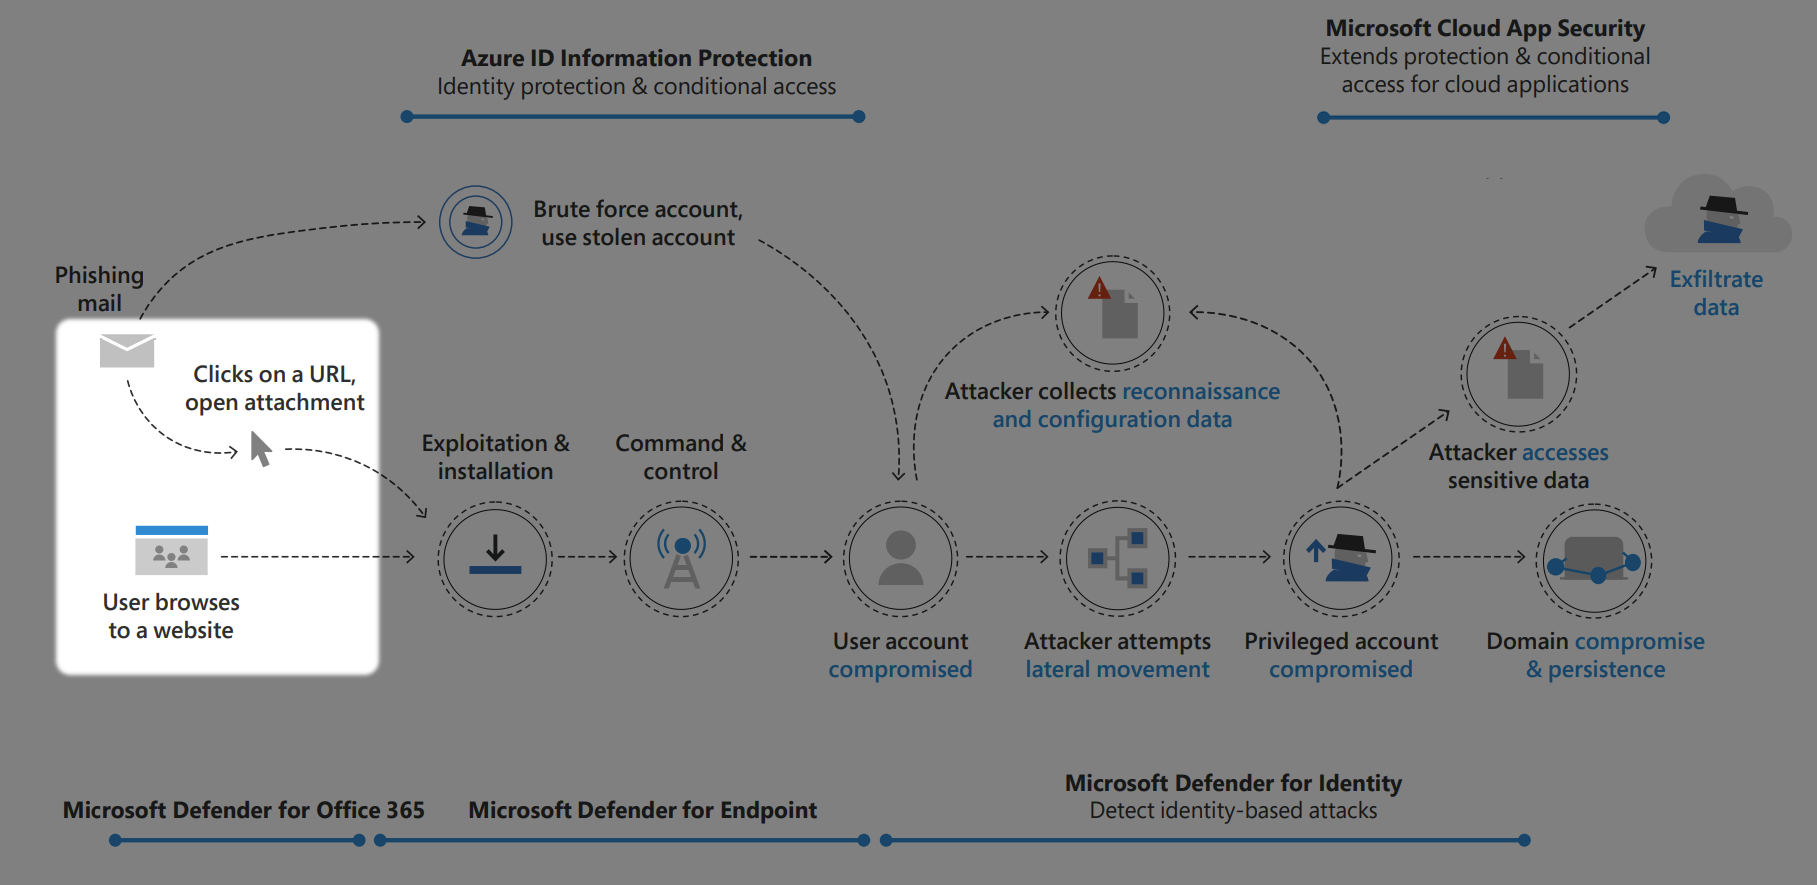 Azure ID Information Protection
Identity protection & conditional access
Microsoft Cloud App Security
Extends protection & conditional
access for cloud applications
Brute force account,
use stolen account
Phishing
mail
Clicks on a URL,
open attachment
User browses
to a website
Exploitation &
installation
Command &
control
Attacker collects reconnaissance
and configuration data
Exfiltrate
data
Attacker accesses
sensitive data
User account
compromised
Attacker attempts
lateral movement
Privileged account
compromised
Domain compromise
& persistence
Microsoft Defender for Office 365
Microsoft Defender for Endpoint
Microsoft Defender for Identity
Detect identity-based attacks